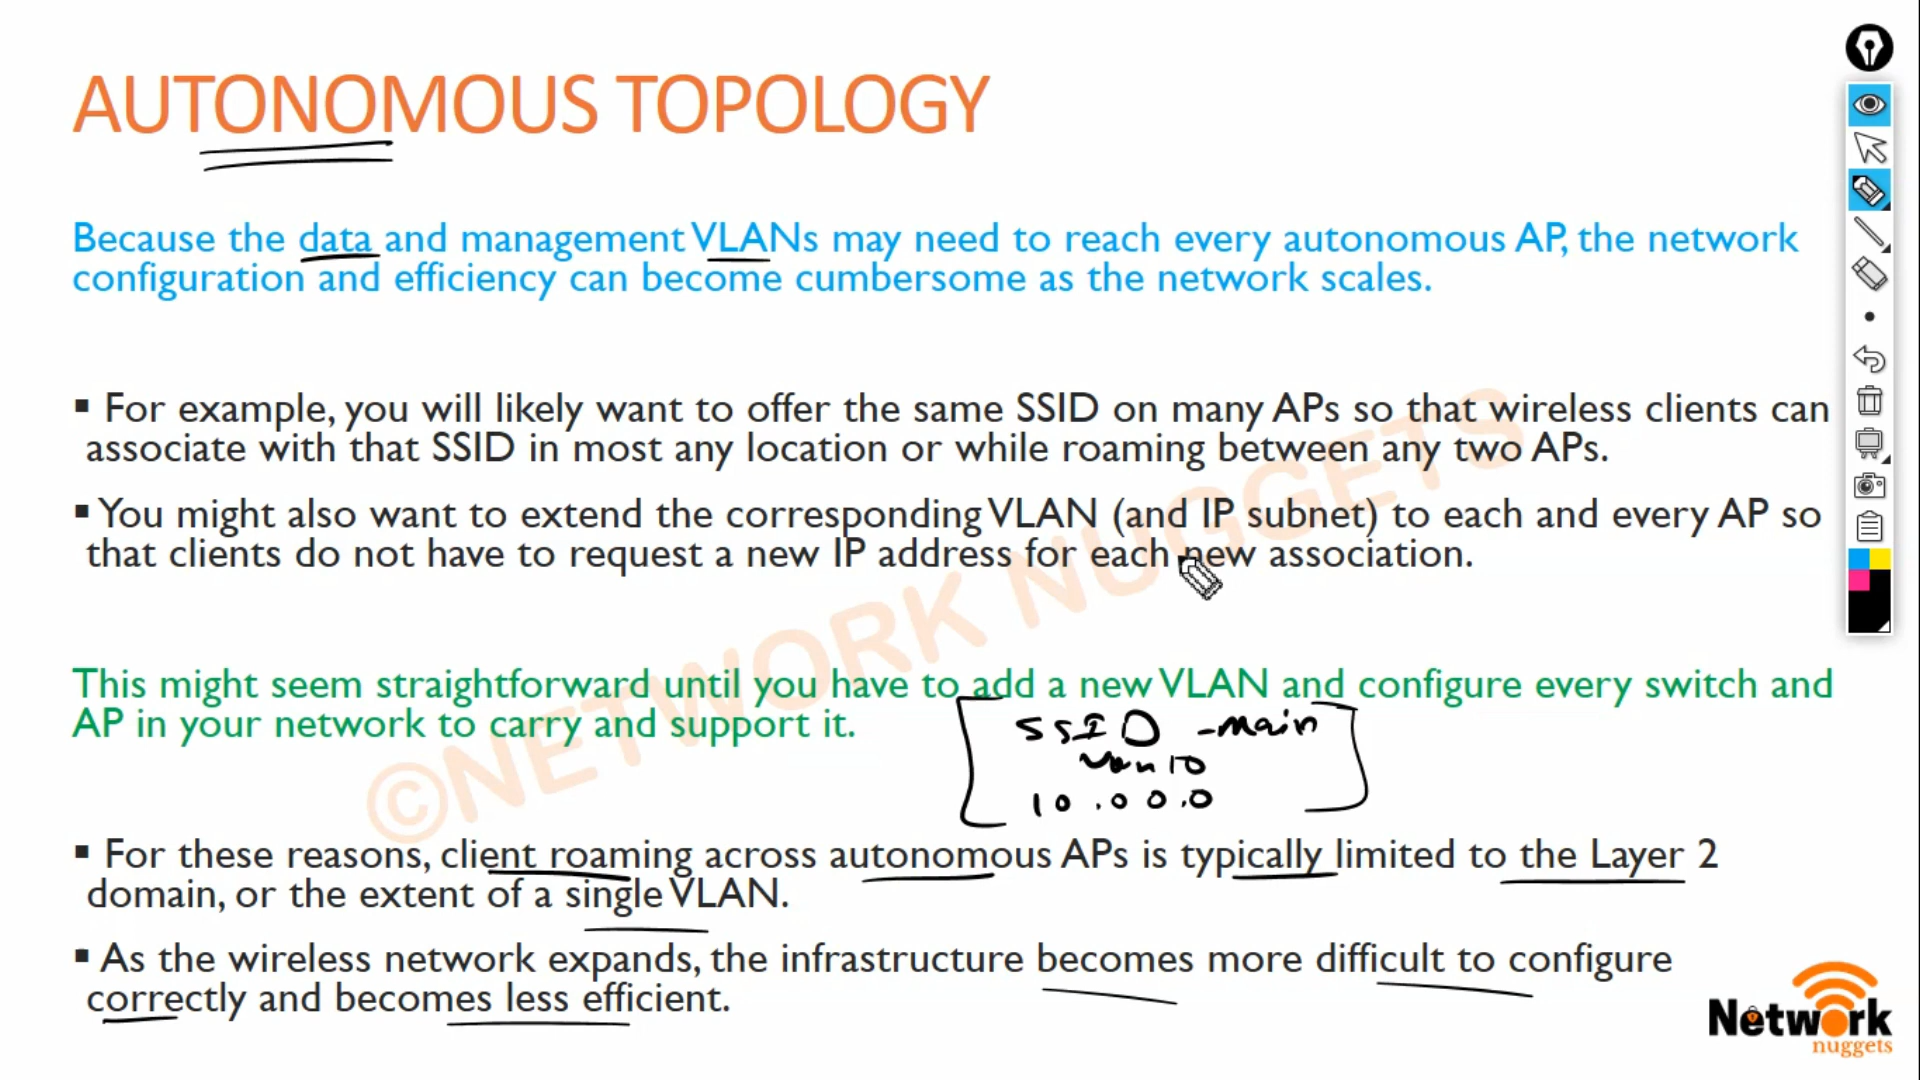 AUTONOMOUS TOPOLOGY
Because the data and management VLANs may need to reach every autonomous AP, the network
configuration and efficiency can become cumbersome as the network scales.
▪ For example, you will likely want to offer the same SSID on many APs so that wireless clients can
associate with that SSID in most any location or while roaming between any two APs.
▪ You might also want to extend the corresponding VLAN (and IP subnet) to each and every AP so
that clients do not have to request a new IP address for each new association.
This might seem straightforward until you have to add a new VLAN and configure every switch and
AP in your network to carry and support it.
SSID - main
vlan 10
10.00.0
▪ For these reasons, client roaming across autonomous APs is typically limited to the Layer 2
domain, or the extent of a single VLAN.
▪ As the wireless network expands, the infrastructure becomes more difficult to configure
correctly and becomes less efficient.
©NETWORK NUGGETS
Network
nuggets